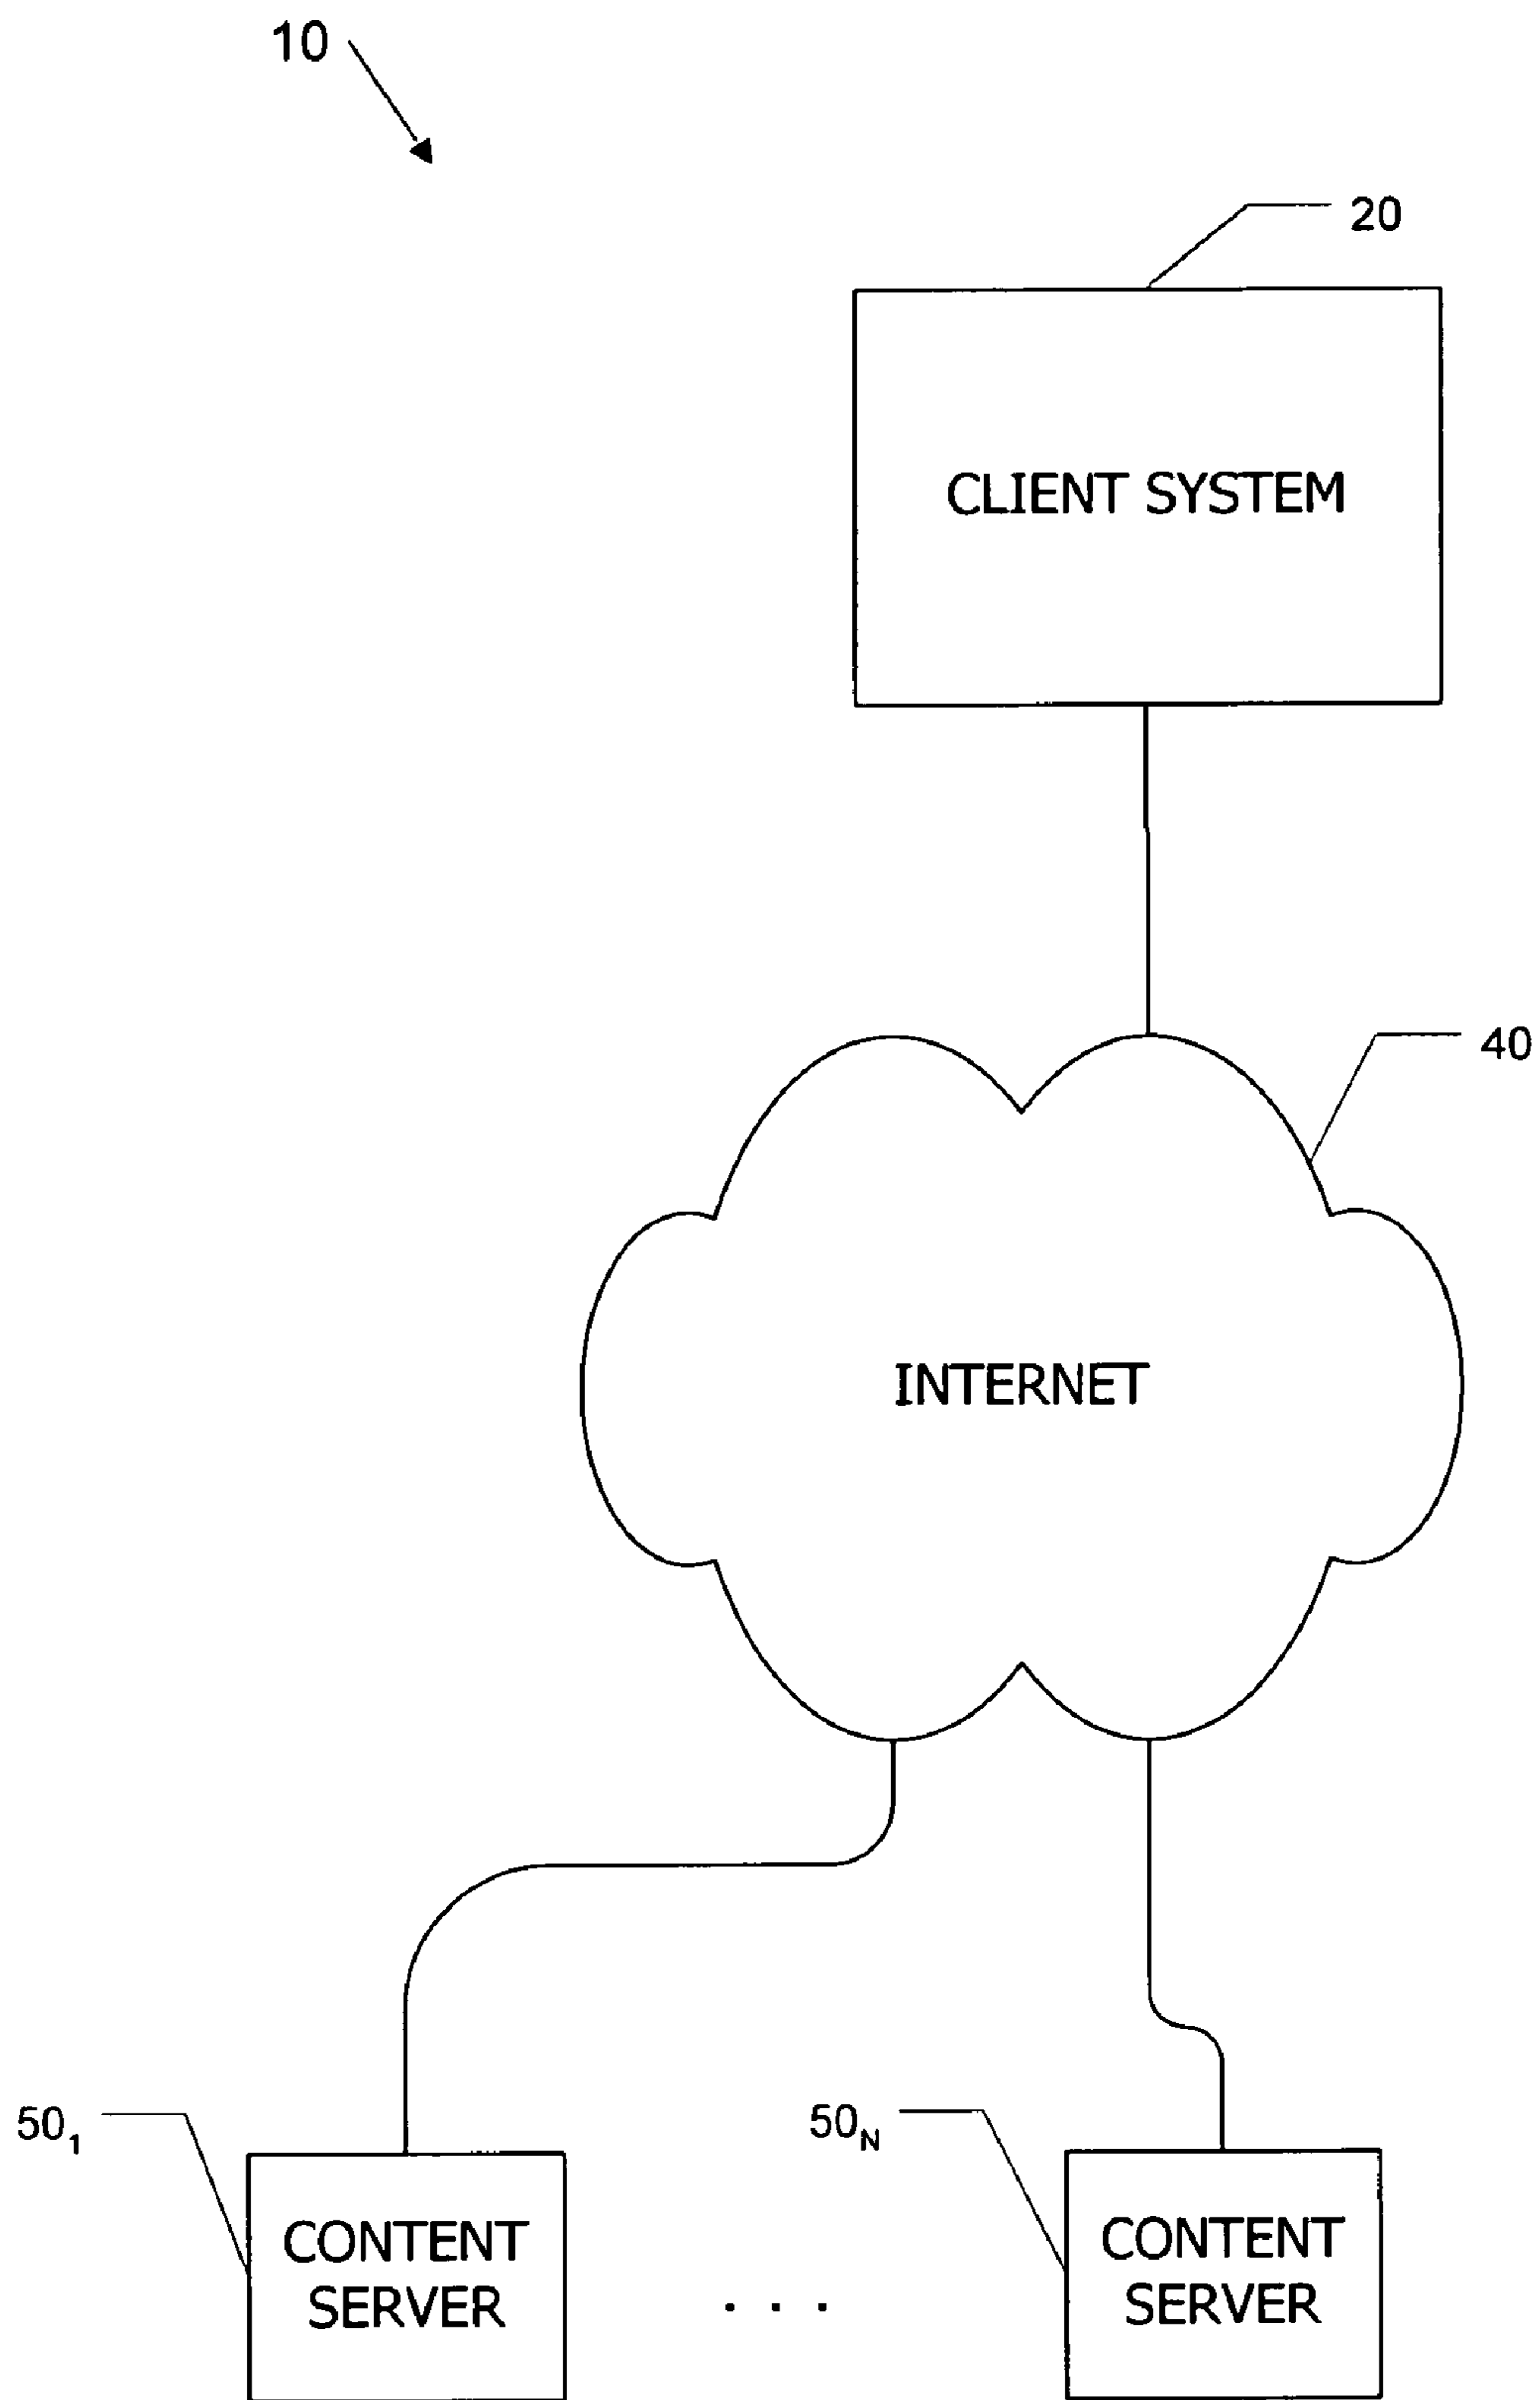 10
20
CLIENT SYSTEM
40
INTERNET
50₁
50ₙ
CONTENT
SERVER
. . .
CONTENT
SERVER